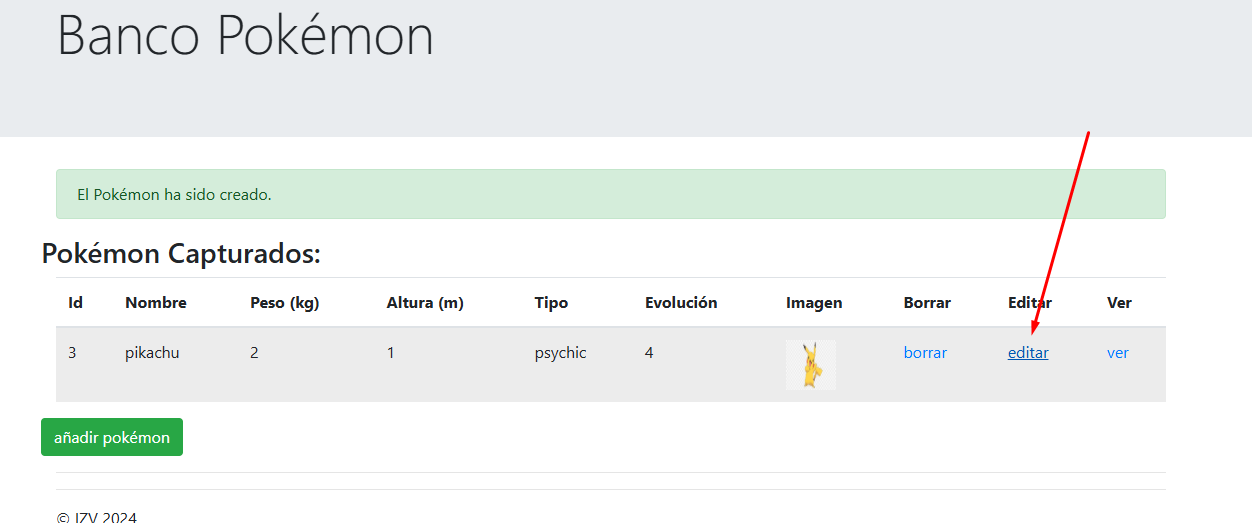 Banco Pokémon
El Pokémon ha sido creado.
Pokémon Capturados:
Id Nombre Peso (kg) Altura (m) Tipo Evolución Imagen Borrar Editar Ver
3 pikachu 2 1 psychic 4 borrar editar ver
añadir pokémon
© IZV 2024